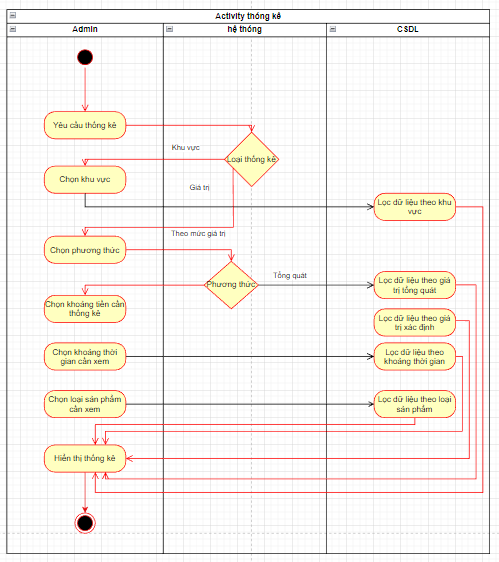 Activity thống kê
Admin
hệ thống
CSDL
Yêu cầu thống kê
Khu vực
Loại thống kê
Chọn khu vực
Giá trị
Lọc dữ liệu theo khu
vực
Theo mức giá trị
Chọn phương thức
Tổng quát
Phương thức
Lọc dữ liệu theo giá
trị tổng quát
Chọn khoảng tiền cần
thống kê
Lọc dữ liệu theo giá
trị xác định
Chọn khoảng thời
gian cần xem
Lọc dữ liệu theo
khoảng thời gian
Chọn loại sản phẩm
cần xem
Lọc dữ liệu theo loại
sản phẩm
Hiển thị thống kê